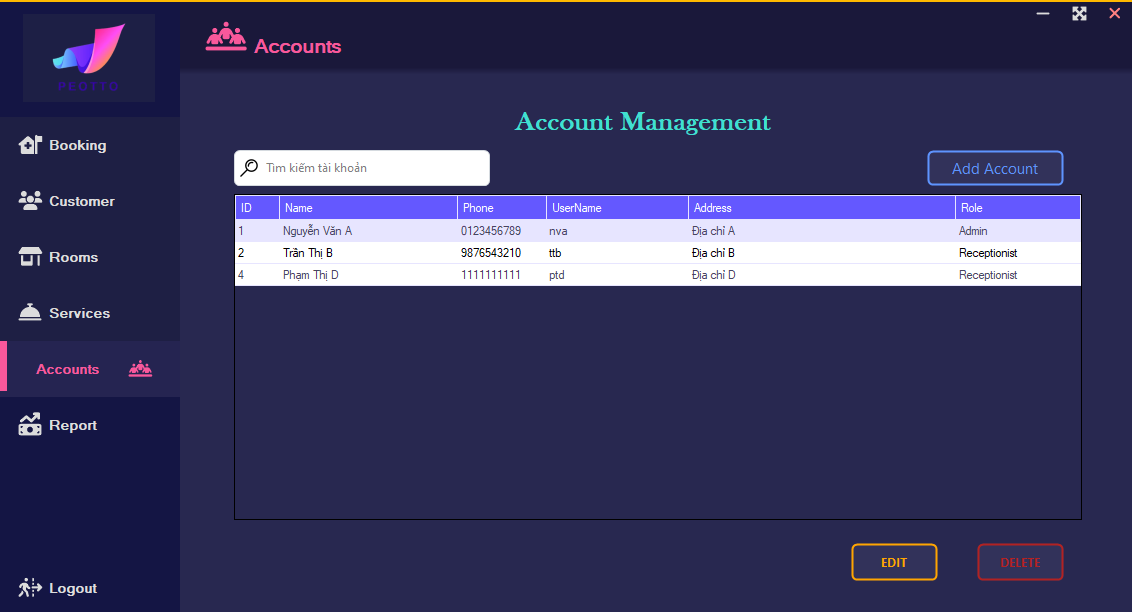 Accounts
Account Management
Booking
Customer
Rooms
Services
Accounts
Report
Logout
Tìm kiếm tài khoản
Add Account
ID Name Phone UserName Address Role
1 Nguyễn Văn A 0123456789 nva Địa chỉ A Admin
2 Trần Thị B 9876543210 ttb Địa chỉ B Receptionist
4 Phạm Thị D 1111111111 ptd Địa chỉ D Receptionist
EDIT
DELETE